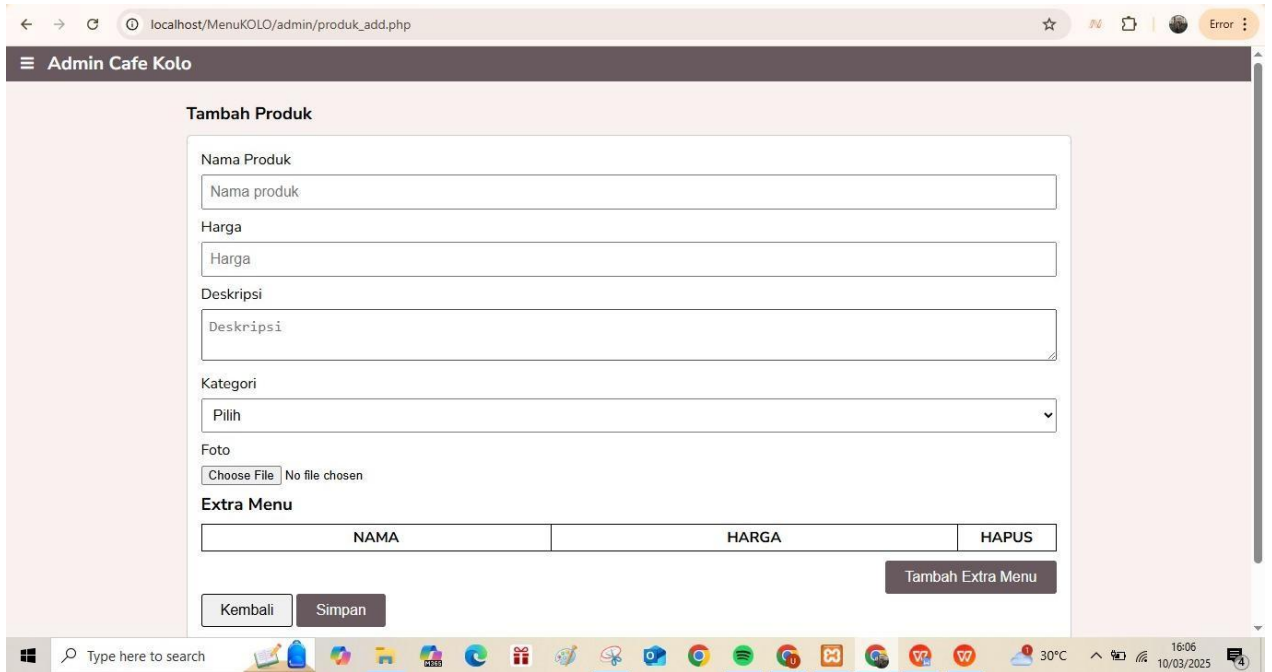 localhost/MenuKOLO/admin/produk_add.php
Error
Admin Cafe Kolo
Tambah Produk
Nama Produk
Nama produk
Harga
Harga
Deskripsi
Deskripsi
Kategori
Pilih
Foto
Choose File No file chosen
Extra Menu
NAMA HARGA HAPUS
Tambah Extra Menu
Kembali Simpan
Type here to search
M365
30°C
16:06
10/03/2025
4